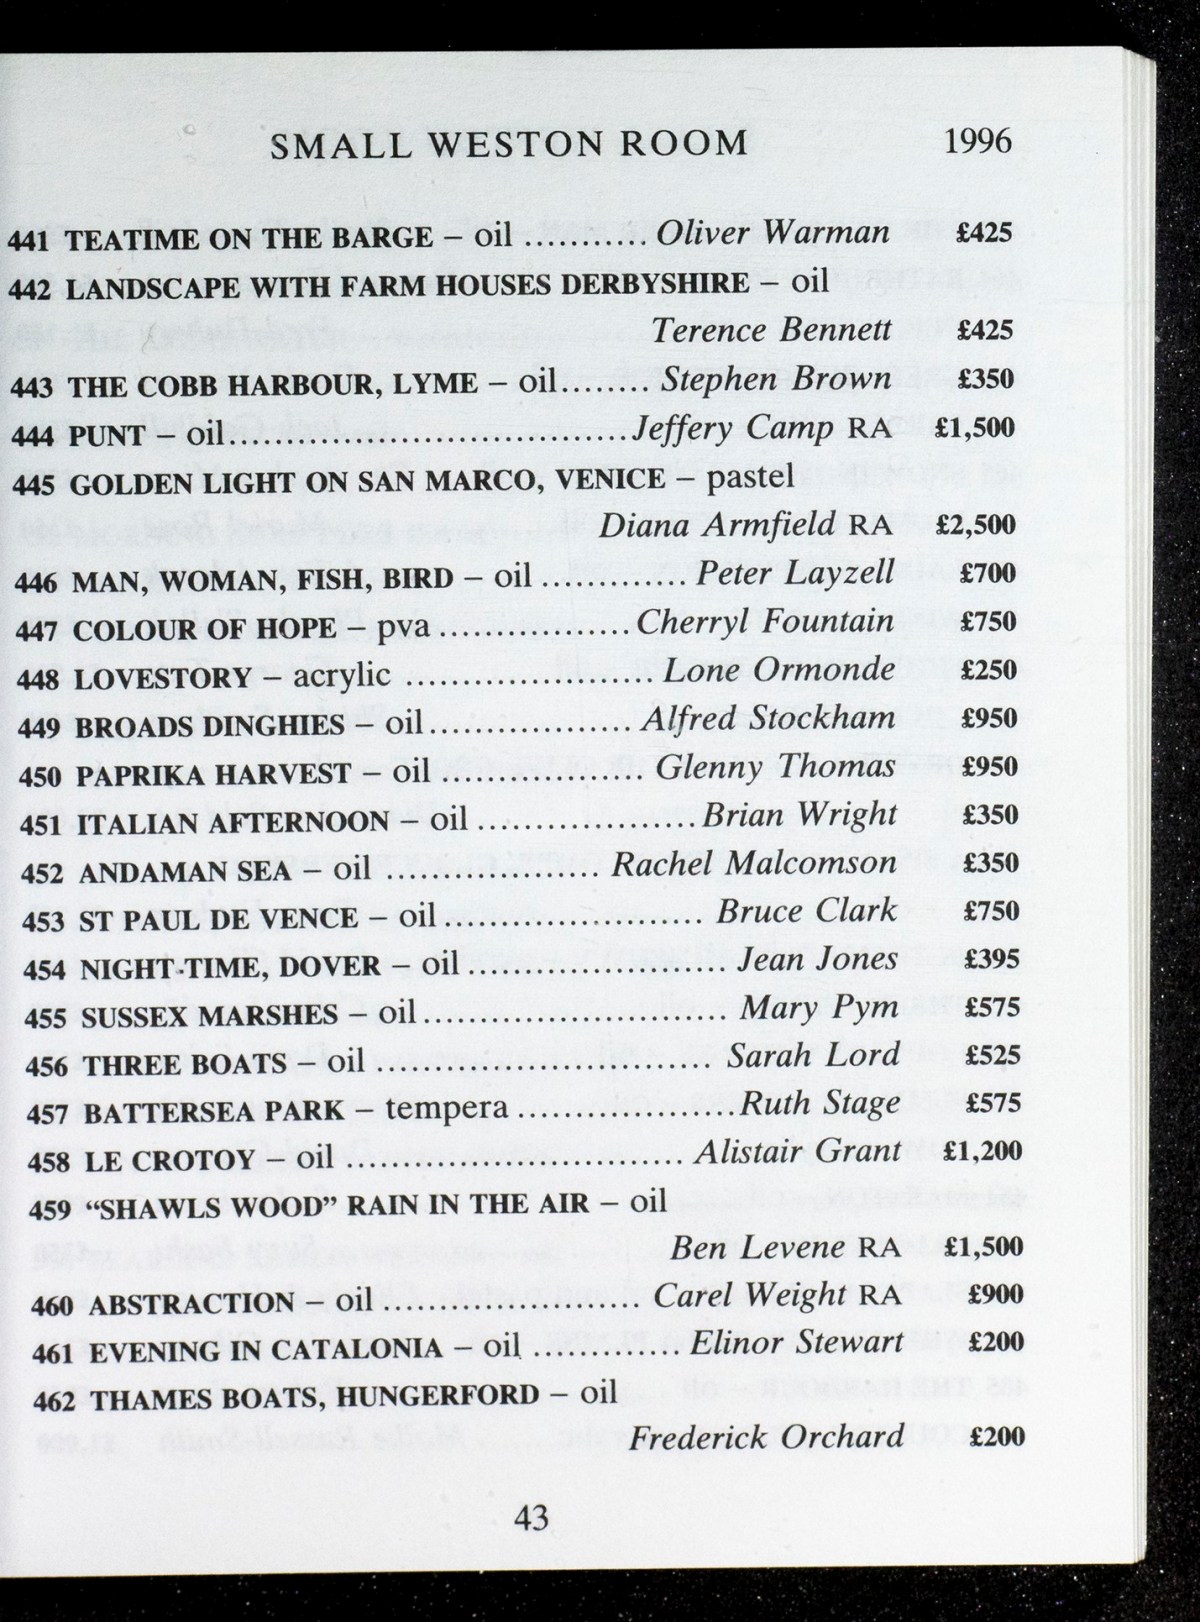 SMALL WESTON ROOM 1996
441 TEATIME ON THE BARGE – oil ........... Oliver Warman £425
442 LANDSCAPE WITH FARM HOUSES DERBYSHIRE – oil
Terence Bennett £425
443 THE COBB HARBOUR, LYME – oil........ Stephen Brown £350
444 PUNT – oil....................................Jeffery Camp RA £1,500
445 GOLDEN LIGHT ON SAN MARCO, VENICE – pastel
Diana Armfield RA £2,500
446 MAN, WOMAN, FISH, BIRD – oil ............. Peter Layzell £700
447 COLOUR OF HOPE – pva ................. Cherryl Fountain £750
448 LOVESTORY – acrylic ...................... Lone Ormonde £250
449 BROADS DINGHIES – oil.................. Alfred Stockham £950
450 PAPRIKA HARVEST – oil ................... Glenny Thomas £950
451 ITALIAN AFTERNOON – oil ....................Brian Wright £350
452 ANDAMAN SEA – oil ................... Rachel Malcomson £350
453 ST PAUL DE VENCE – oil ....................... Bruce Clark £750
454 NIGHT-TIME, DOVER – oil ....................... Jean Jones £395
455 SUSSEX MARSHES – oil ........................... Mary Pym £575
456 THREE BOATS – oil .............................. Sarah Lord £525
457 BATTERSEA PARK – tempera ....................Ruth Stage £575
458 LE CROTOY – oil .............................. Alistair Grant £1,200
459 “SHAWLS WOOD” RAIN IN THE AIR – oil
Ben Levene RA £1,500
460 ABSTRACTION – oil ....................... Carel Weight RA £900
461 EVENING IN CATALONIA – oil ............. Elinor Stewart £200
462 THAMES BOATS, HUNGERFORD – oil
Frederick Orchard £200
43